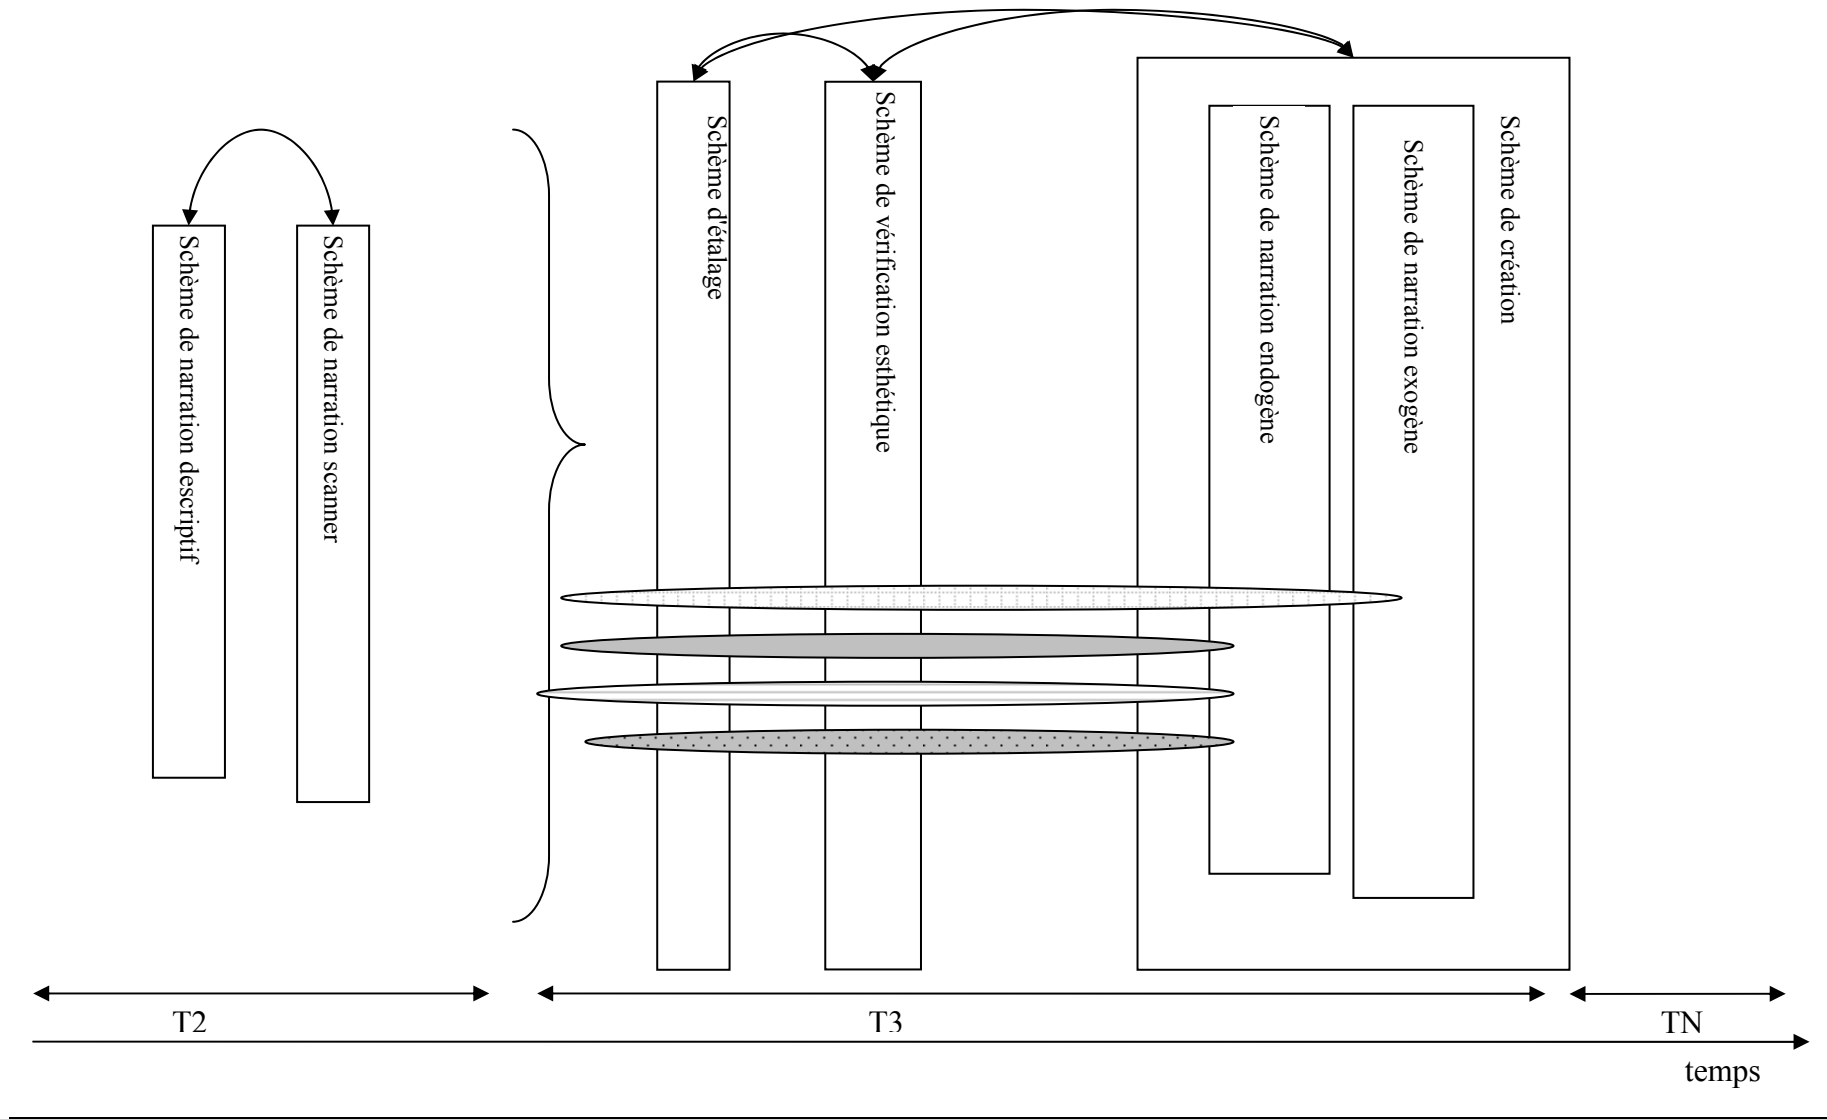 Schème de narration descriptif
Schème de narration scanner
Schème d'étalage
Schème de vérification esthétique
Schème de narration endogène
Schème de narration exogène
Schème de création
T2
T3
TN
temps